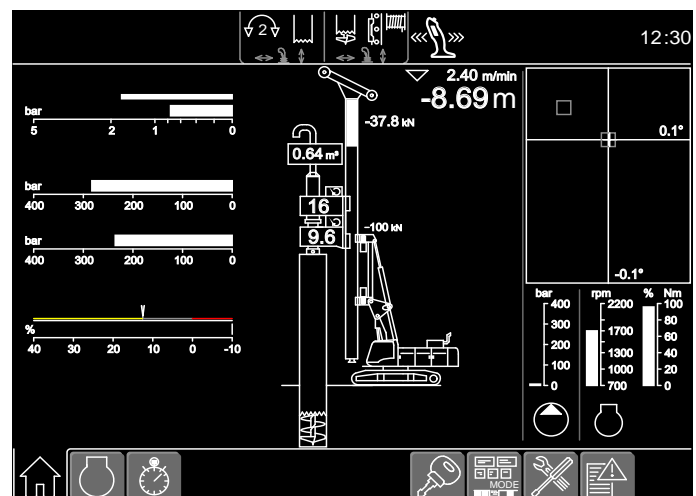 2
12:30
2.40 m/min
-8.69 m
bar
5 2 1 0
-37.8 kN
0.64 m³
0.1°
bar
400 300 200 100 0
16
-100 kN
9.6
bar
400 300 200 100 0
-0.1°
bar rpm % Nm
400 2200 100
300 1700 80
60
200 1300 40
100 1000 20
0 700 0
%
40 30 20 10 0 -10
MODE